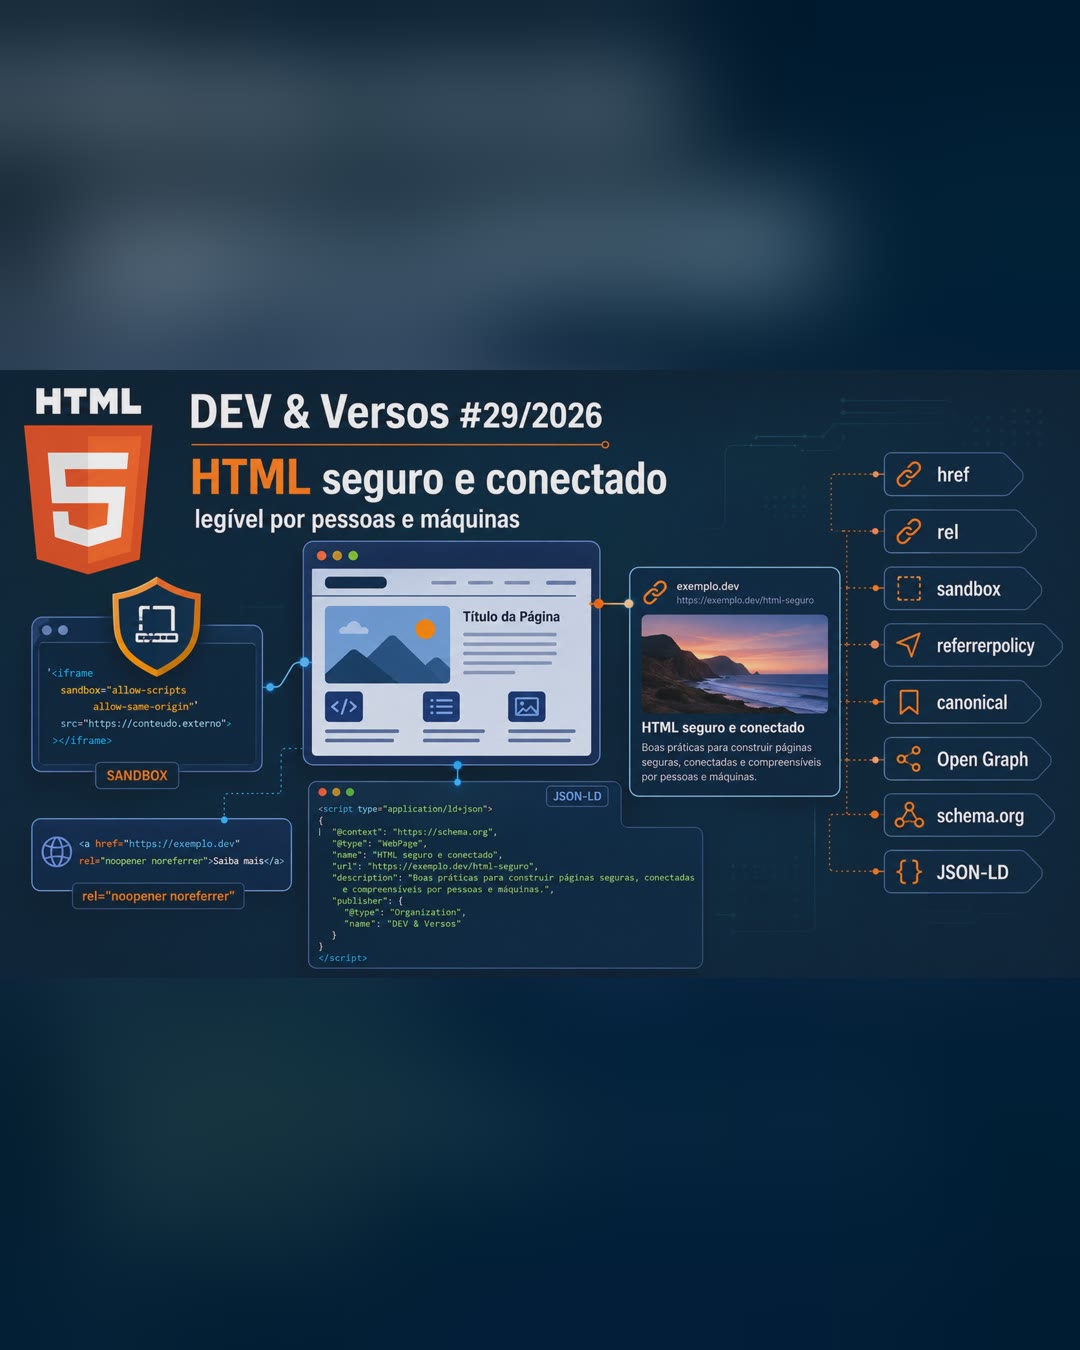 HTML
5
DEV & Versos #29/2026
HTML seguro e conectado
legível por pessoas e máquinas
'<iframe
sandbox="allow-scripts
allow-same-origin"'
src="https://conteudo.externo">
></iframe>
SANDBOX
<a href="https://exemplo.dev"
rel="noopener noreferrer">Saiba mais</a>
rel="noopener noreferrer"
</>
Título da Página
exemplo.dev
https://exemplo.dev/html-seguro
HTML seguro e conectado
Boas práticas para construir páginas
seguras, conectadas e compreensíveis
por pessoas e máquinas.
JSON-LD
<script type="application/ld+json">
{
"@context": "https://schema.org",
"@type": "WebPage",
"name": "HTML seguro e conectado",
"url": "https://exemplo.dev/html-seguro",
"description": "Boas práticas para construir páginas seguras, conectadas
e compreensíveis por pessoas e máquinas.",
"publisher": {
"@type": "Organization",
"name": "DEV & Versos"
}
}
</script>
href
rel
sandbox
referrerpolicy
canonical
Open Graph
schema.org
{} JSON-LD